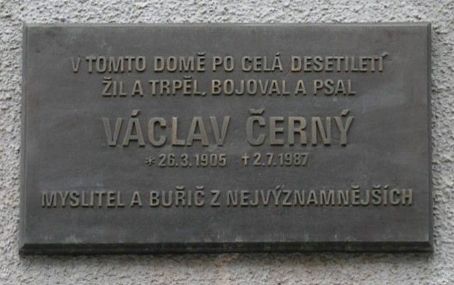 V TOMTO DOMĚ PO CELÁ DESETILETÍ
ŽIL A TRPĚL, BOJOVAL A PSAL
VÁCLAV ČERNÝ
*26.3.1905 †2.7.1987
MYSLITEL A BUŘIČ Z NEJVÝZNAMNĚJŠÍCH